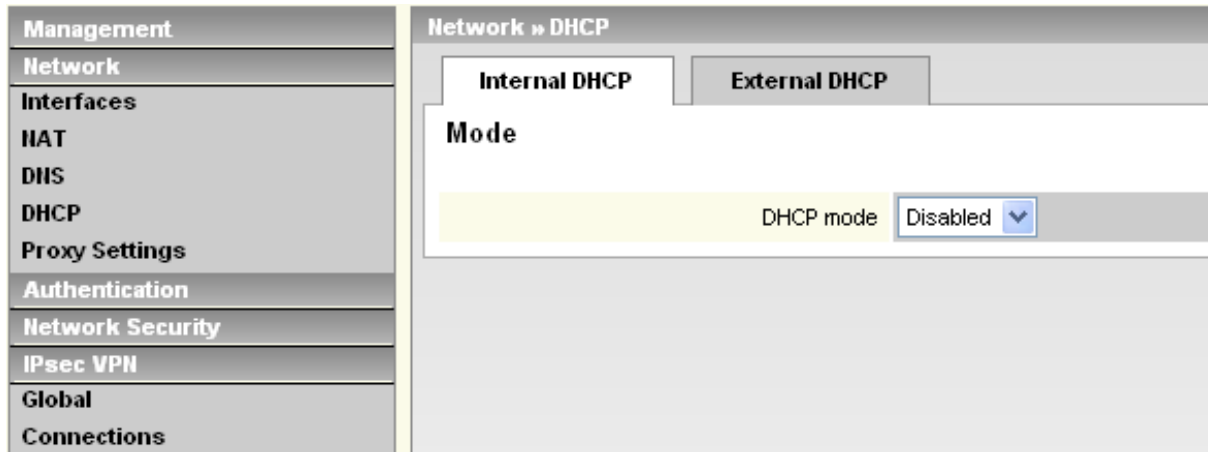 Management
Network
Interfaces
NAT
DNS
DHCP
Proxy Settings
Authentication
Network Security
IPsec VPN
Global
Connections
Network » DHCP
Internal DHCP
External DHCP
Mode
DHCP mode Disabled